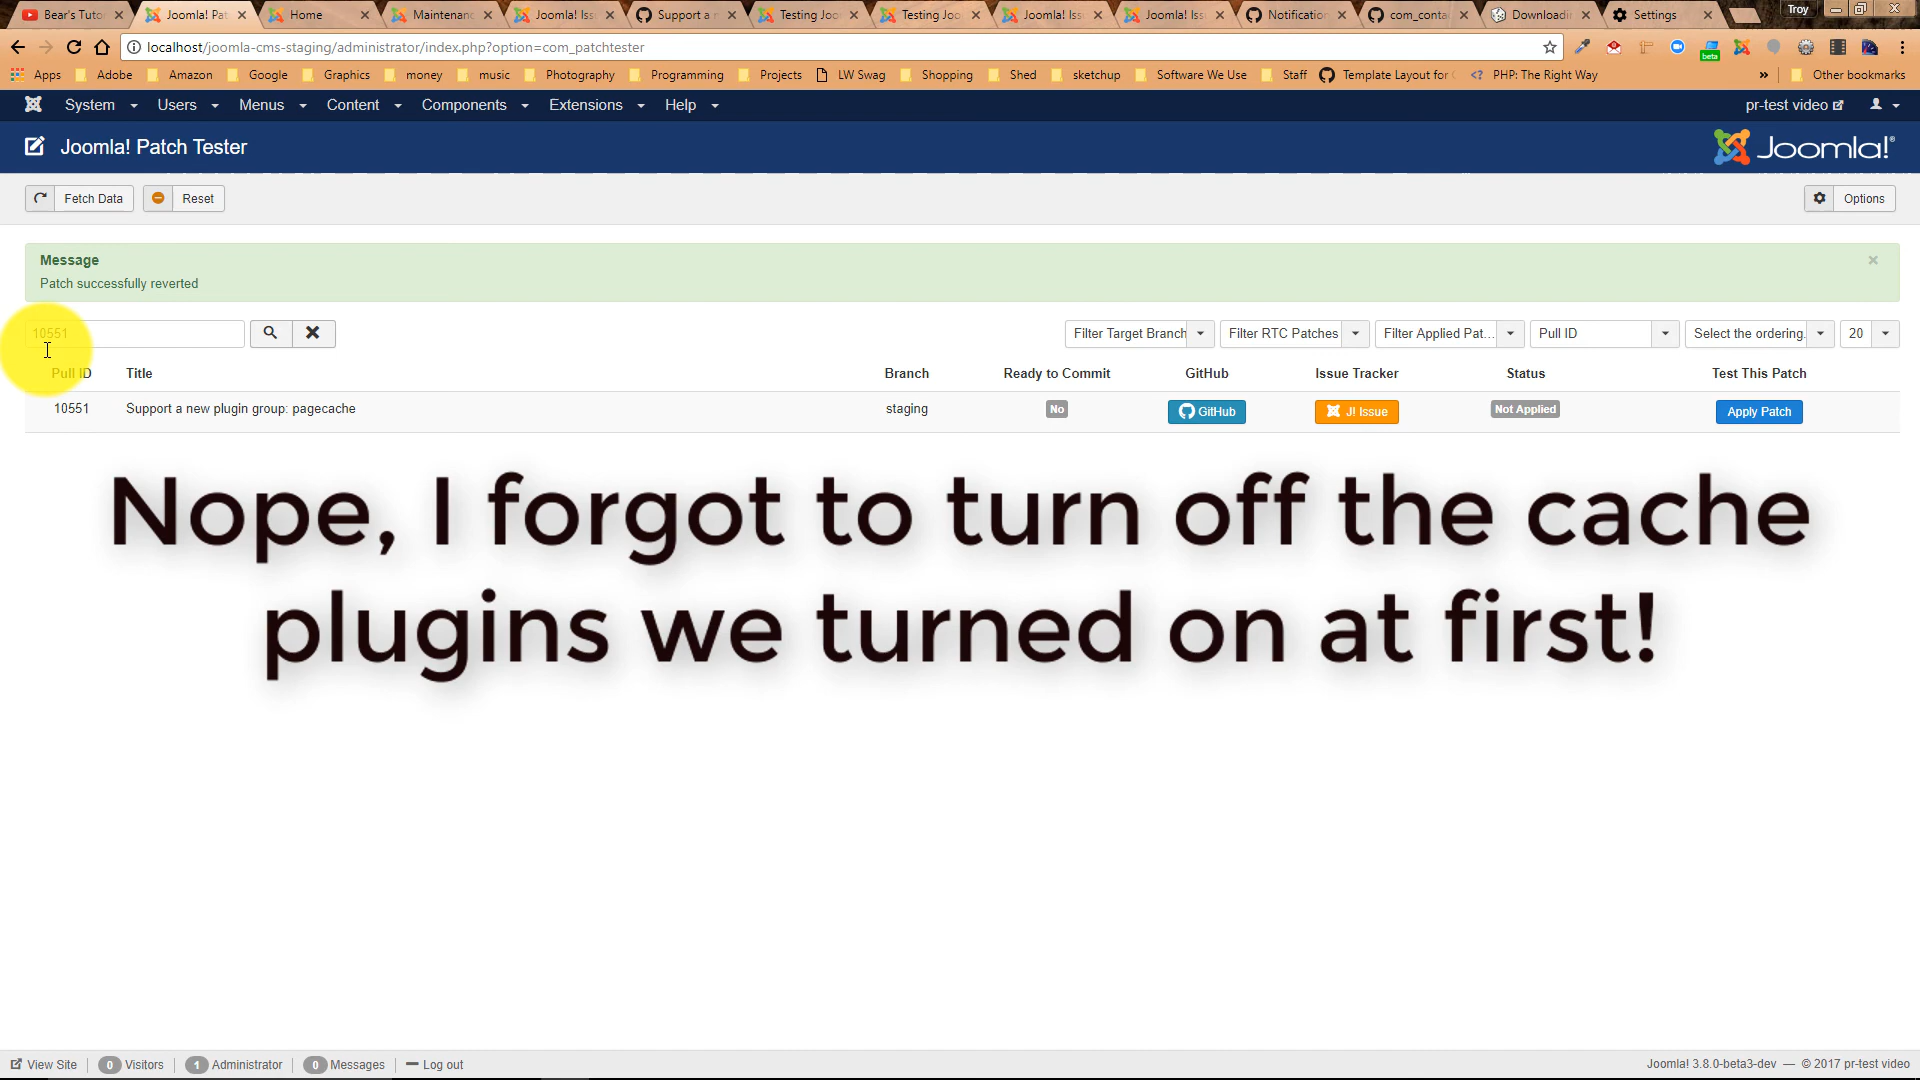 Bear's Tutor
Joomla! Pat
Home
Maintenanc
Joomla! Iss
Support a n
Testing Joo
Testing Joo
Joomla! Iss
Joomla! Iss
Notification
com_conta
Downloadin
Settings
Troy
localhost/joomla-cms-staging/administrator/index.php?option=com_patchtester
beta
Apps Adobe Amazon Google Graphics money music Photography Programming Projects LW Swag Shopping Shed sketchup Software We Use Staff Template Layout for PHP: The Right Way » Other bookmarks
System Users Menus Content Components Extensions Help pr-test video
Joomla! Patch Tester Joomla!®
Fetch Data Reset Options
Message
Patch successfully reverted
10551 Filter Target Branch Filter RTC Patches Filter Applied Pat... Pull ID Select the ordering. 20
Pull ID Title Branch Ready to Commit GitHub Issue Tracker Status Test This Patch
10551 Support a new plugin group: pagecache staging No GitHub J! Issue Not Applied Apply Patch
Nope, I forgot to turn off the cache
plugins we turned on at first!
View Site 0 Visitors 1 Administrator 0 Messages Log out Joomla! 3.8.0-beta3-dev — © 2017 pr-test video